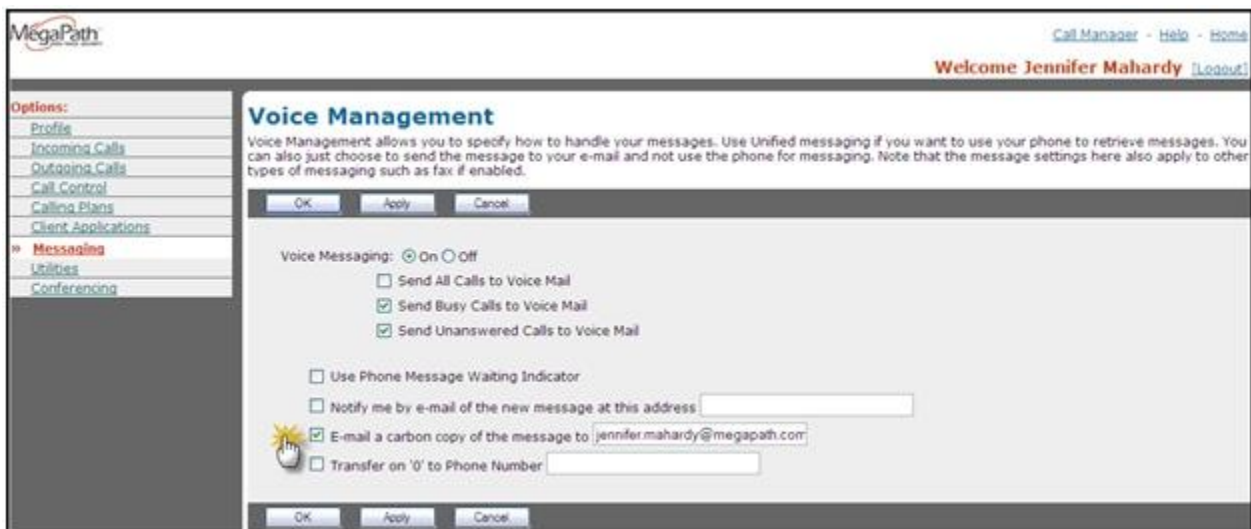 MegaPath
Call Manager - Help - Home
Welcome Jennifer Mahardy [Logout]
Options:
Profile
Incoming Calls
Outgoing Calls
Call Control
Calling Plans
Client Applications
» Messaging
Utilities
Conferencing
Voice Management
Voice Management allows you to specify how to handle your messages. Use Unified messaging if you want to use your phone to retrieve messages. You
can also just choose to send the message to your e-mail and not use the phone for messaging. Note that the message settings here also apply to other
types of messaging such as fax if enabled.
OK Apply Cancel
Voice Messaging: On Off
Send All Calls to Voice Mail
Send Busy Calls to Voice Mail
Send Unanswered Calls to Voice Mail
Use Phone Message Waiting Indicator
Notify me by e-mail of the new message at this address
E-mail a carbon copy of the message to jennifer.mahardy@megapath.com
Transfer on '0' to Phone Number
OK Apply Cancel